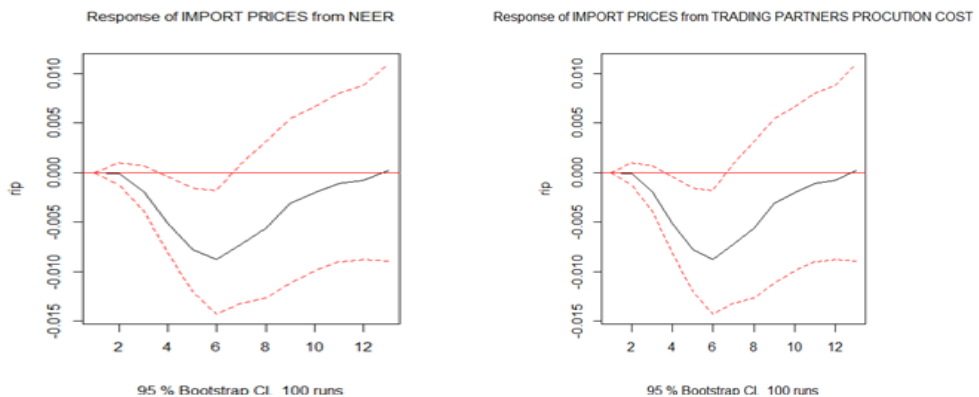 Response of IMPORT PRICES from NEER
0.010
0.005
0.000
-0.005
-0.010
-0.015
rip
2 4 6 8 10 12
95 % Bootstrap CI, 100 runs
Response of IMPORT PRICES from TRADING PARTNERS PROCUTION COST
0.010
0.005
0.000
-0.005
-0.010
-0.015
rip
2 4 6 8 10 12
95 % Bootstrap CI, 100 runs